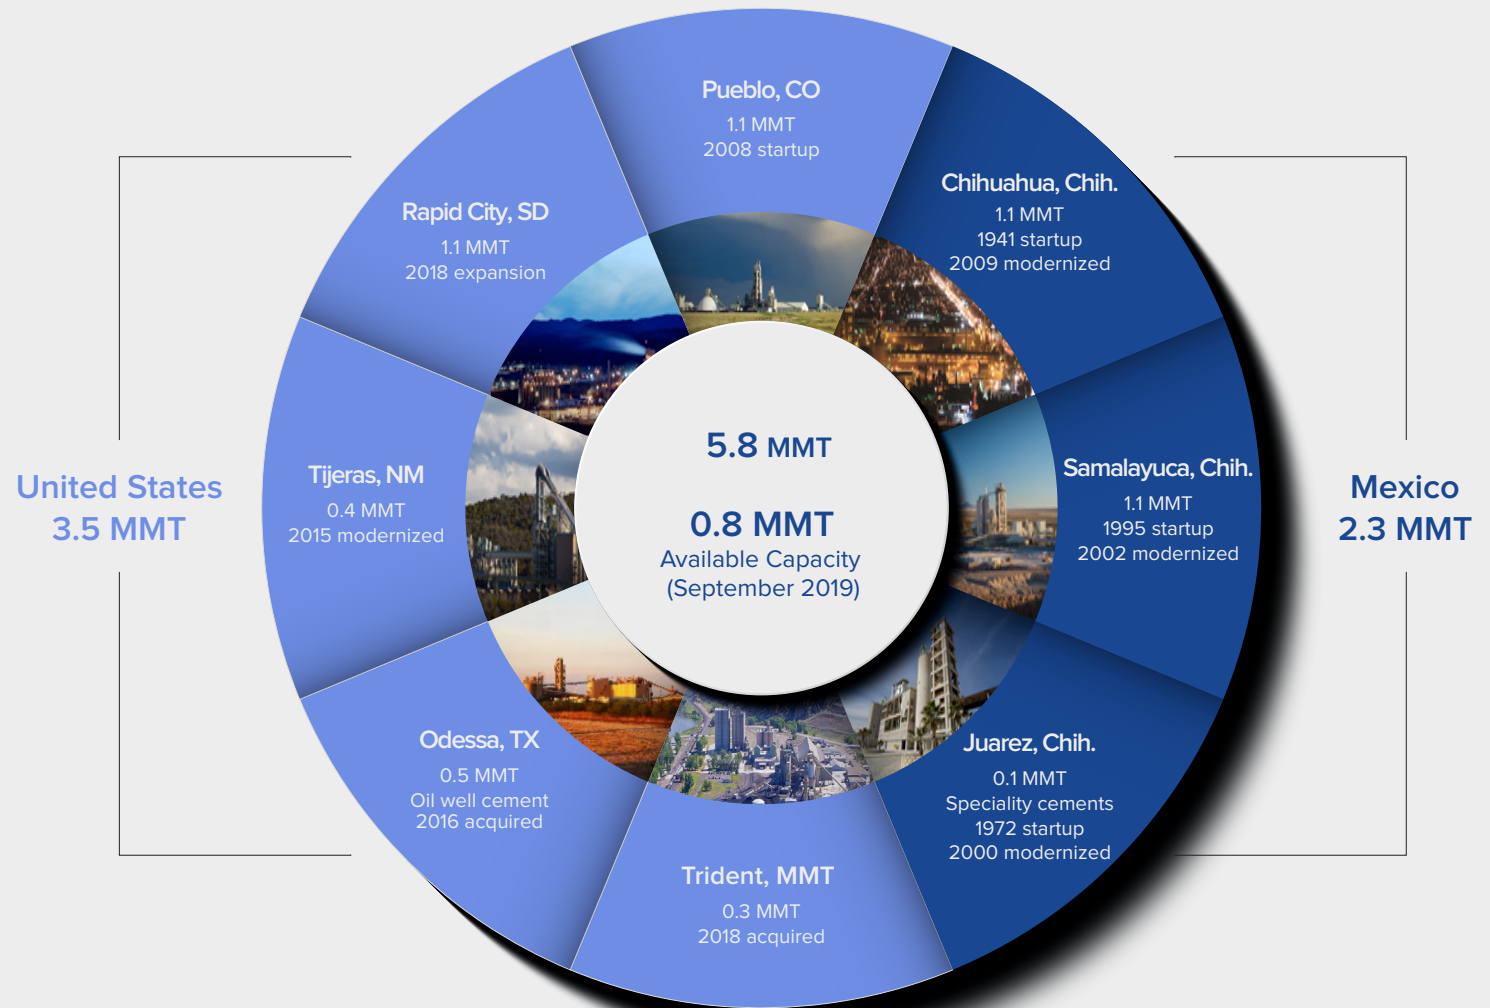 Pueblo, CO
1.1 MMT
2008 startup
Chihuahua, Chih.
1.1 MMT
1941 startup
2009 modernized
Rapid City, SD
1.1 MMT
2018 expansion
Samalayuca, Chih.
1.1 MMT
1995 startup
2002 modernized
Tijeras, NM
0.4 MMT
2015 modernized
United States
3.5 MMT
5.8 MMT
0.8 MMT
Available Capacity
(September 2019)
Mexico
2.3 MMT
Odessa, TX
0.5 MMT
Oil well cement
2016 acquired
Juarez, Chih.
0.1 MMT
Speciality cements
1972 startup
2000 modernized
Trident, MMT
0.3 MMT
2018 acquired